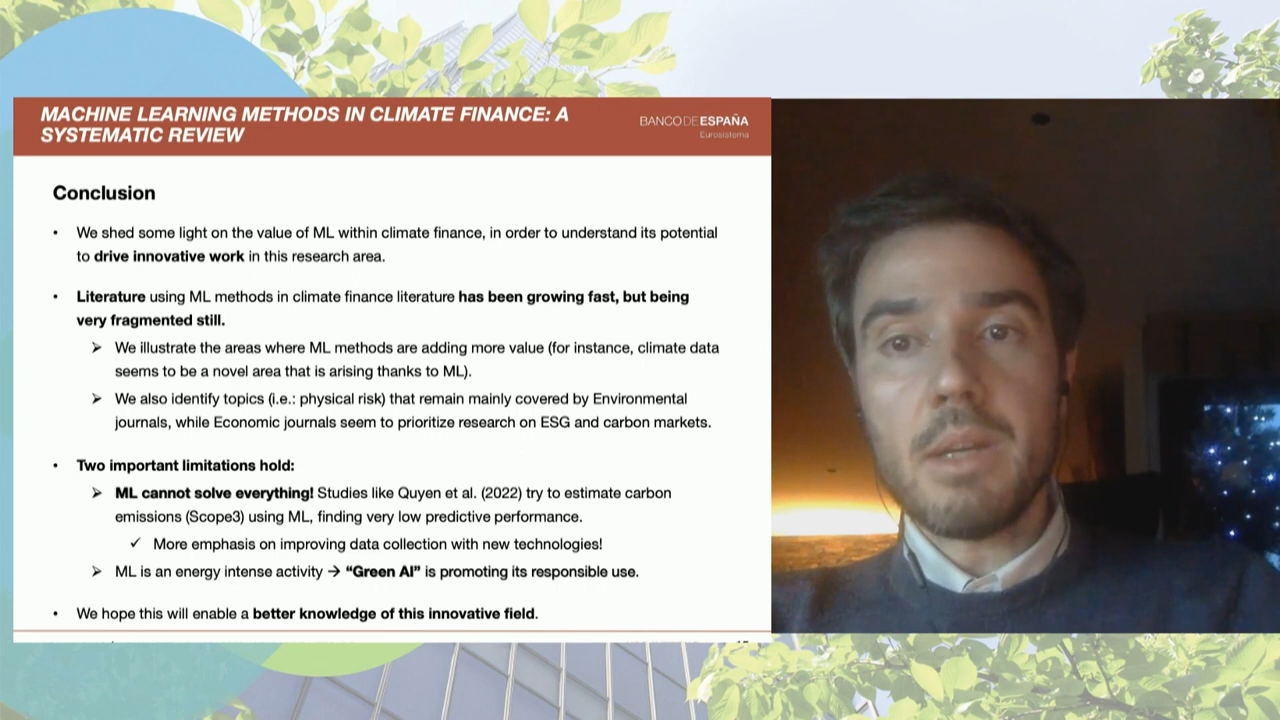 MACHINE LEARNING METHODS IN CLIMATE FINANCE: A
SYSTEMATIC REVIEW
BANCODEESPAÑA
Eurosistema
Conclusion
• We shed some light on the value of ML within climate finance, in order to understand its potential
to drive innovative work in this research area.
• Literature using ML methods in climate finance literature has been growing fast, but being
very fragmented still.
➢ We illustrate the areas where ML methods are adding more value (for instance, climate data
seems to be a novel area that is arising thanks to ML).
➢ We also identify topics (i.e.: physical risk) that remain mainly covered by Environmental
journals, while Economic journals seem to prioritize research on ESG and carbon markets.
• Two important limitations hold:
➢ ML cannot solve everything! Studies like Quyen et al. (2022) try to estimate carbon
emissions (Scope3) using ML, finding very low predictive performance.
✓ More emphasis on improving data collection with new technologies!
➢ ML is an energy intense activity → “Green AI” is promoting its responsible use.
• We hope this will enable a better knowledge of this innovative field.